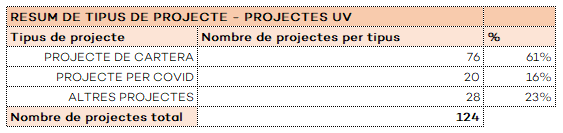 RESUM DE TIPUS DE PROJECTE - PROJECTES UV
Tipus de projecte Nombre de projectes per tipus %
PROJECTE DE CARTERA 76 61%
PROJECTE PER COVID 20 16%
ALTRES PROJECTES 28 23%
Nombre de projectes total 124